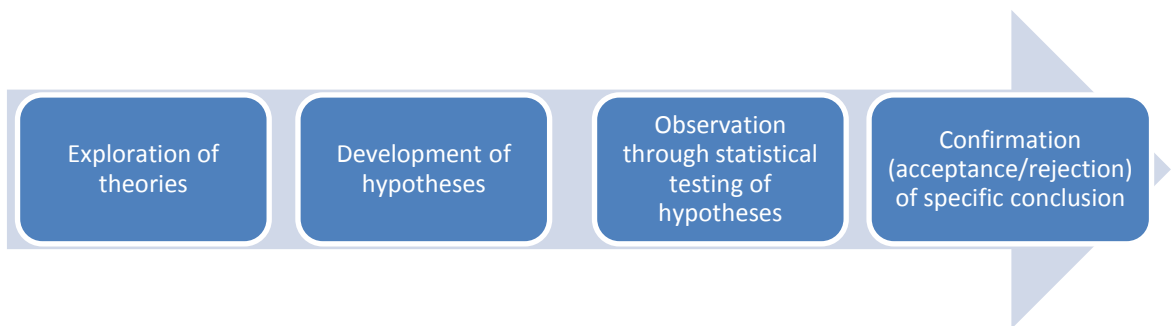 Exploration of
theories
Development of
hypotheses
Observation
through statistical
testing of
hypotheses
Confirmation
(acceptance/rejection)
of specific conclusion